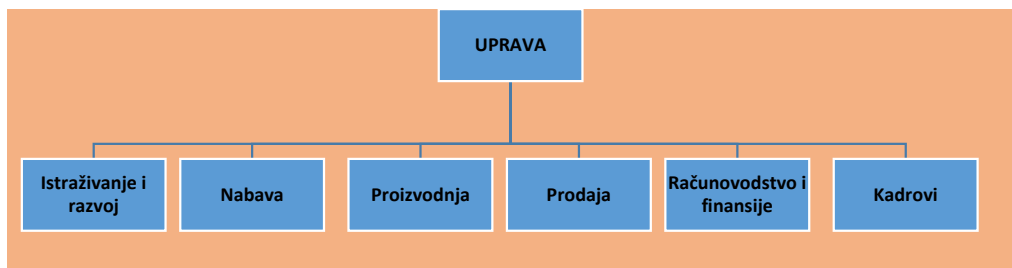 UPRAVA
Istraživanje i
razvoj
Nabava
Proizvodnja
Prodaja
Računovodstvo i
finansije
Kadrovi